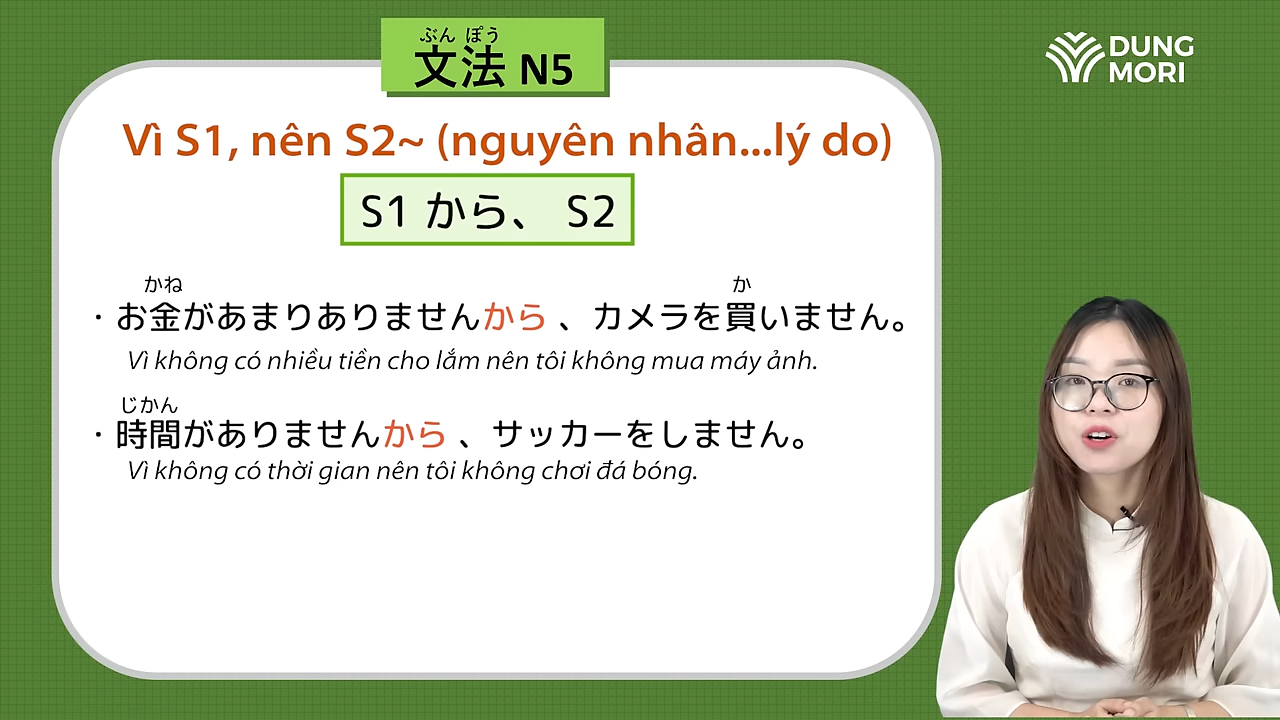 ぶん ぽう
文法 N5
DUNG
MORI
Vì S1, nên S2~ (nguyên nhân...lý do)
S1 から、 S2
かね か
・お金があまりありませんから 、カメラを買いません。
Vì không có nhiều tiền cho lắm nên tôi không mua máy ảnh.
じかん
・時間がありませんから 、サッカーをしません。
Vì không có thời gian nên tôi không chơi đá bóng.